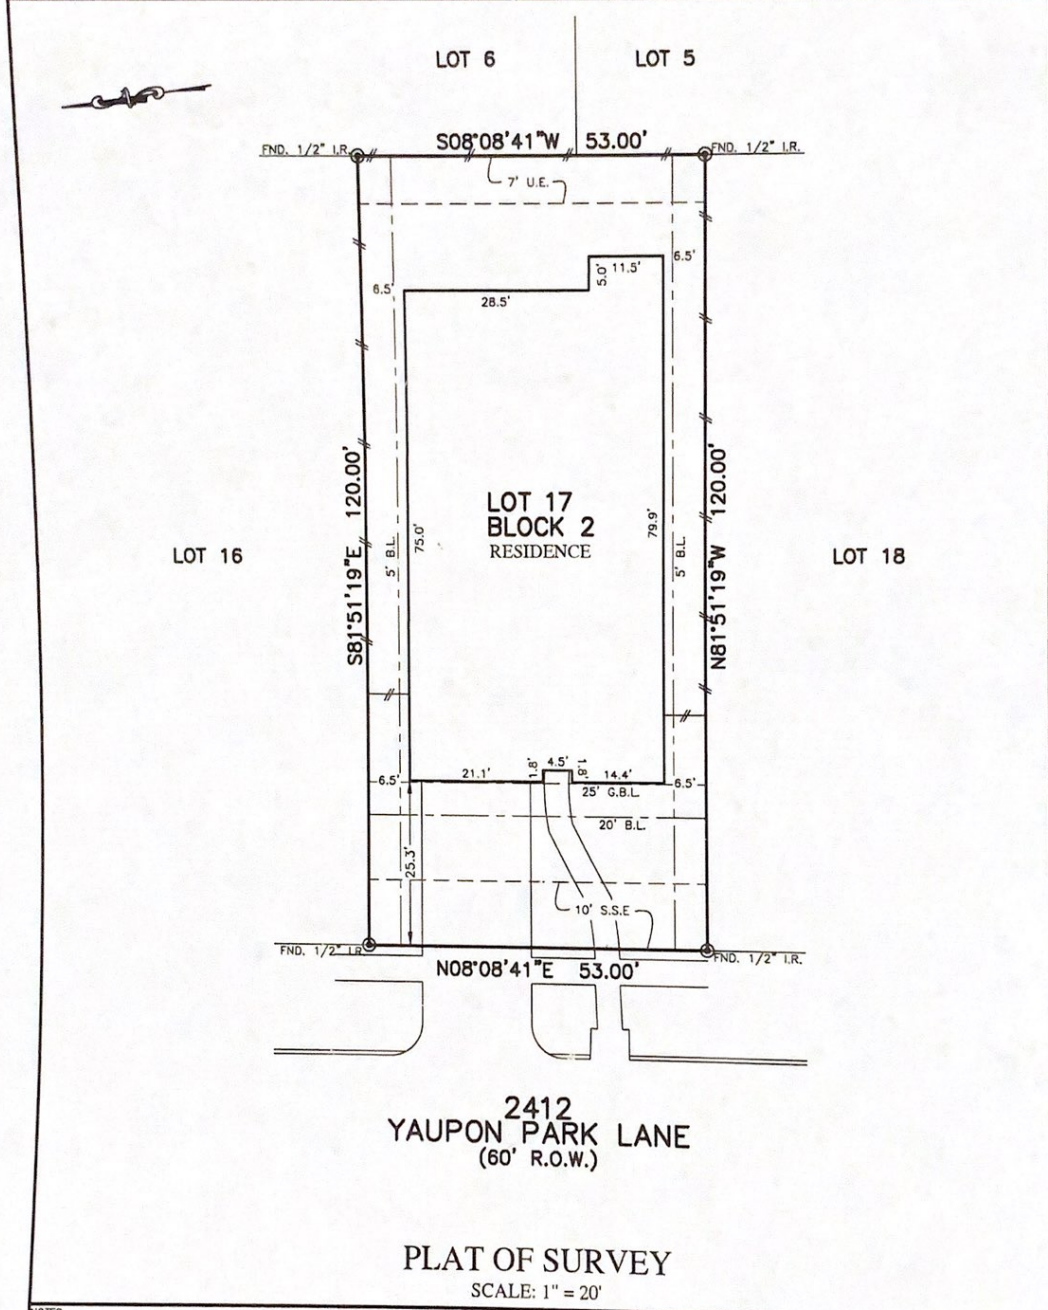 LOT 6
LOT 5
S08°08'41"W 53.00'
FND. 1/2" I.R.
FND. 1/2" I.R.
7' U.E.
6.5'
11.5'
5.0'
6.5'
28.5'
S81°51'19"E 120.00'
N81°51'19"W 120.00'
LOT 17
BLOCK 2
RESIDENCE
75.0'
79.9'
5' B.L.
5' B.L.
LOT 16
LOT 18
6.5'
21.1'
1.8'
4.5'
1.8'
14.4'
6.5'
25' G.B.L.
20' B.L.
25.3'
10' S.S.E
FND. 1/2" I.R.
FND. 1/2" I.R.
N08°08'41"E 53.00'
2412
YAUPON PARK LANE
(60' R.O.W.)
PLAT OF SURVEY
SCALE: 1" = 20'